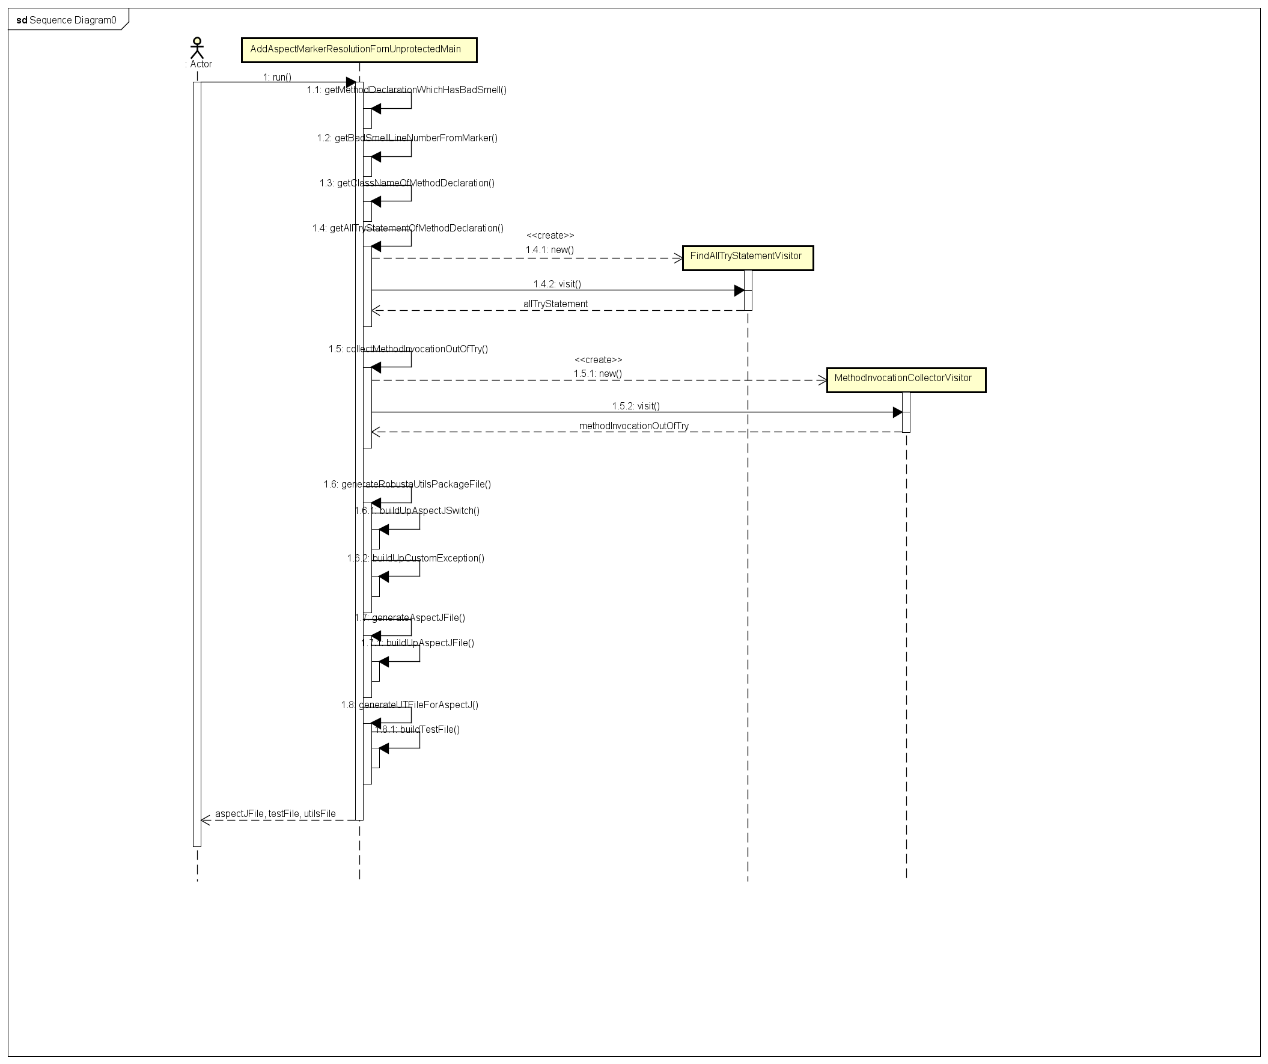 sd Sequence Diagram0
Actor
AddAspectMarkerResolutionFornUnprotectedMain
1: run()
1.1: getMethodDeclarationWhichHasBadSmell()
1.2: getBadSmellLineNumberFromMarker()
1.3: getClassNameOfMethodDeclaration()
1.4: getAllTryStatementOfMethodDeclaration()
<<create>>
1.4.1: new()
FindAllTryStatementVisitor
1.4.2: visit()
allTryStatement
1.5: collectMethodInvocationOutOfTry()
<<create>>
1.5.1: new()
MethodInvocationCollectorVisitor
1.5.2: visit()
methodInvocationOutOfTry
1.6: generateRobustaUtilsPackageFile()
1.6.1: buildUpAspectJSwitch()
1.6.2: buildUpCustomException()
1.7: generateAspectJFile()
1.7.1: buildUpAspectJFile()
1.8: generateUTFileForAspectJ()
1.8.1: buildTestFile()
aspectJFile, testFile, utilsFile